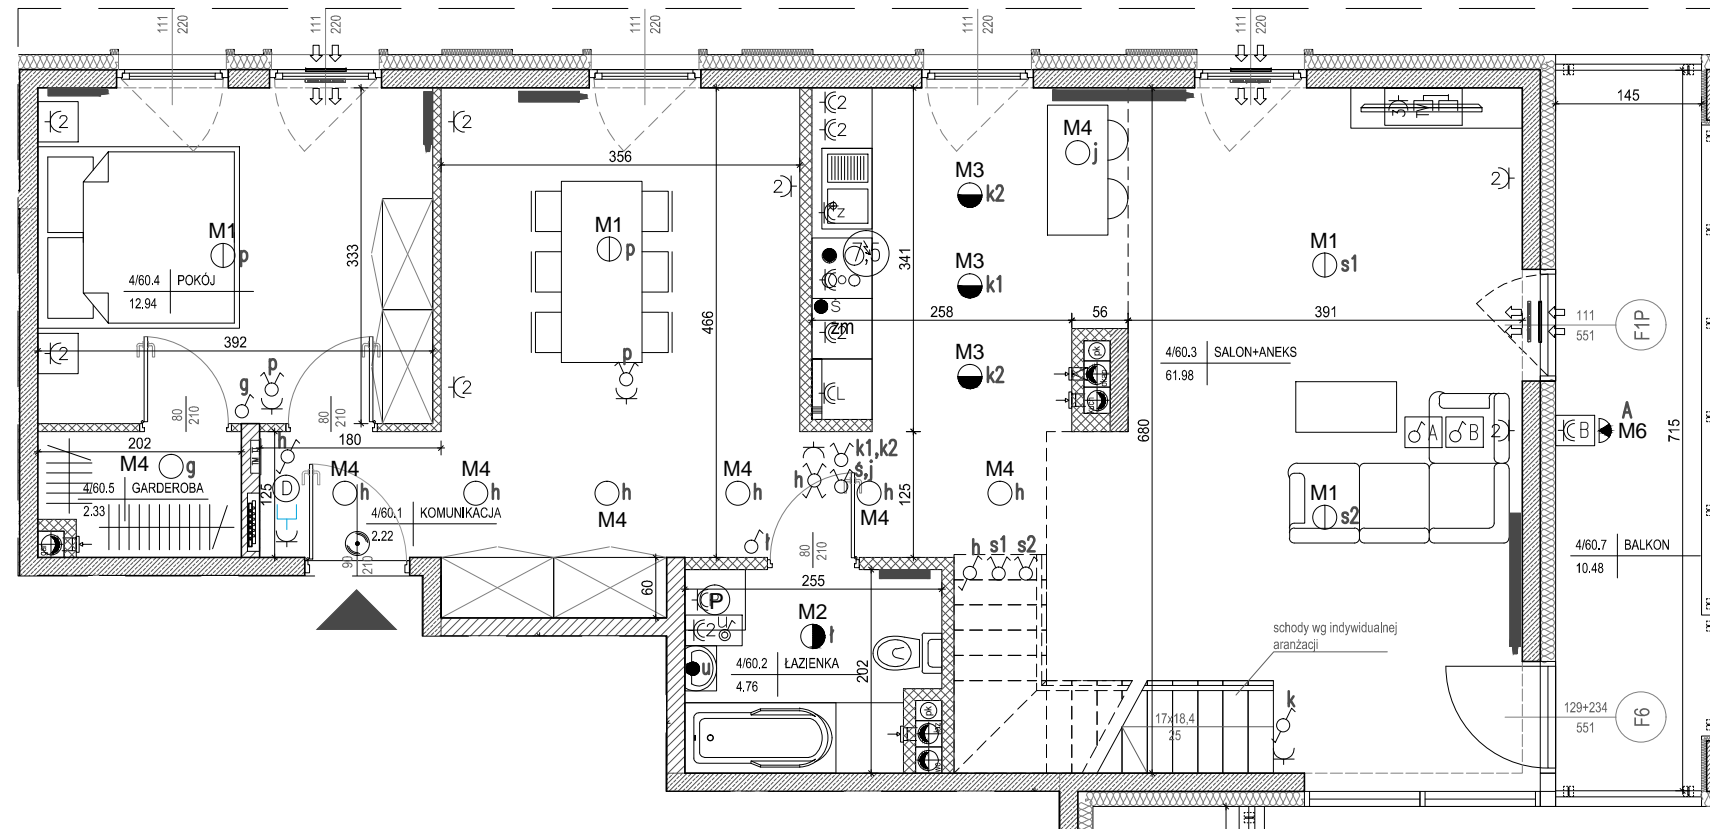 111
220
111
220
111
220
111
220
111
220
145
2
2
2
2
3
TV
2
2
356
M4
j
M3
k2
z
M1
p
M1
p
7,5
M1
s1
333
341
4/60.4 POKÓJ
12.94
M3
k1
Ś
zm
2
466
258
56
391
111
551
F1P
392
2
p
g
p
2
L
M3
k2
pk
4/60.3 SALON+ANEKS
61.98
80
210
80
210
680
A
B
2
B
A
M6
715
202
180
h
k1,k2
ś,j
h
M4
g
TM
4/60.5 GARDEROBA
2.33
125
D
M4
h
M4
h
h
M4
M4
h
h
M4
125
M4
h
M1
s2
4/60.1 KOMUNIKACJA
2.22
90
210
ł
80
210
h
s1
s2
4/60.7 BALKON
10.48
60
255
P
2
u
M2
ł
u
4/60.2 ŁAZIENKA
4.76
202
schody wg indywidualnej
aranżacji
pk
17x18,4
25
k
129+234
551
F6